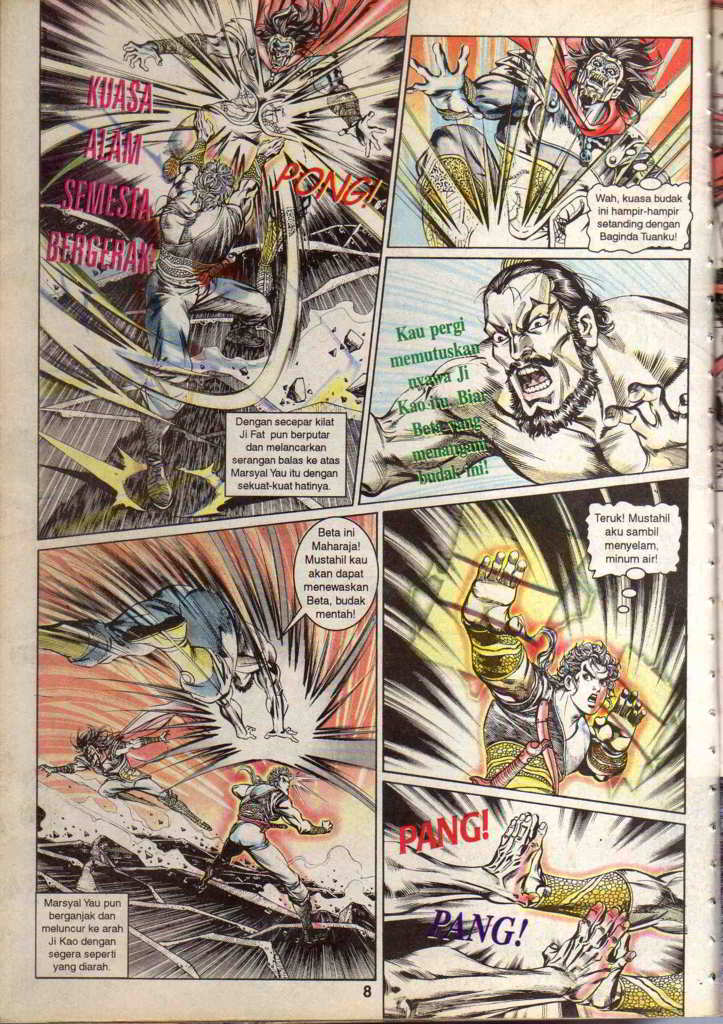 KUASA
ALAM
SEMESTA
BERGERAK
PONG!
Dengan secepar kilat
Ji Fat pun berputar
dan melancarkan
serangan balas ke atas
Marsyal Yau itu dengan
sekuat-kuat hatinya.
Wah, kuasa budak
ini hampir-hampir
setanding dengan
Baginda Tuanku!
Kau pergi
memutuskan
nyawa Ji
Kao itu. Biar
Beta yang
menangani
budak ini!
Beta ini
Maharaja!
Mustahil kau
akan dapat
menewaskan
Beta, budak
mentah!
Marsyal Yau pun
berganjak dan
meluncur ke arah
Ji Kao dengan
segera seperti
yang diarah.
Teruk! Mustahil
aku sambil
menyelam,
minum air!
PANG!
PANG!
8